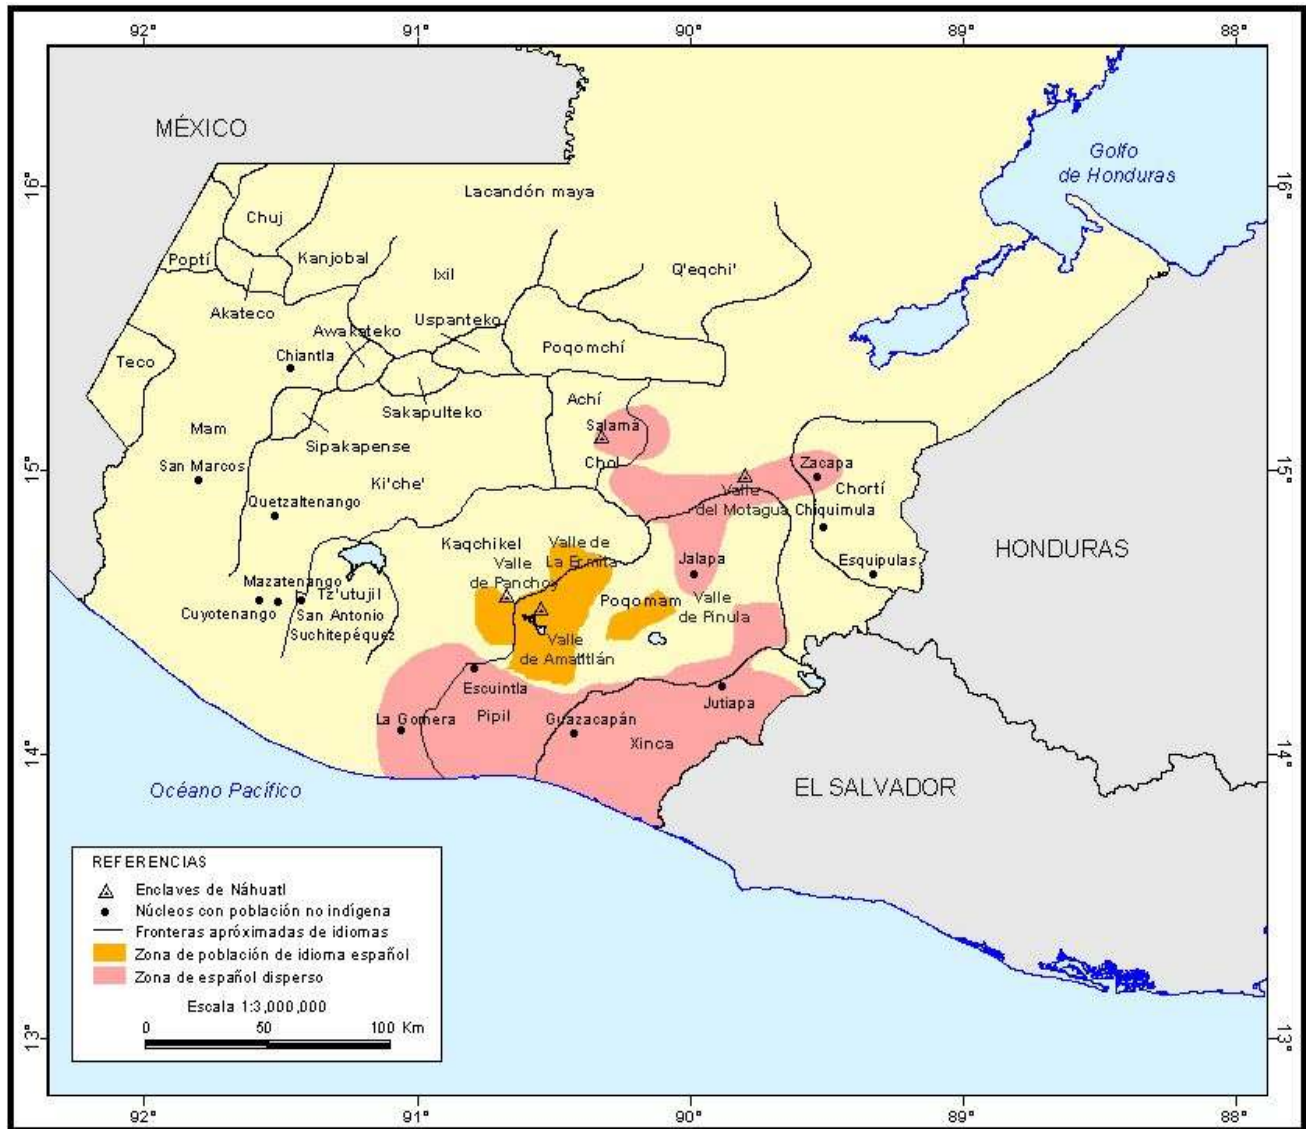 92°
91°
90°
89°
88°
MÉXICO
Golfo
de Honduras
16°
16°
Lacandón maya
Chuj
Poptí
Kanjobal
Ixil
Q'eqchi'
Akateco
Awakateko
Uspanteko
Chiantla
Poqomchí
Teco
Achí
Sakapulteko
Mam
Salamá
Sipakapense
Chol
15°
15°
San Marcos
Zacapa
Ki'che'
Valle
del Motagua
Chortí
Quetzaltenango
Chiquimula
Kaqchikel
Valle de
La Ermita
HONDURAS
Valle
de Panchoy
Jalapa
Esquipulas
Mazatenango
Tz'utujil
Poqomam
Valle
de Pinula
Cuyotenango
San Antonio
Suchitepéquez
Valle
de Amatitlán
Escuintla
Jutiapa
La Gomera
Pipil
Guazacapán
Xinca
14°
14°
Océano Pacífico
EL SALVADOR
REFERENCIAS
Enclaves de Náhuatl
Núcleos con población no indígena
Fronteras apróximadas de idiomas
Zona de población de idioma español
Zona de español disperso
Escala 1:3,000,000
0 50 100 Km
13°
13°
92°
91°
90°
89°
88°